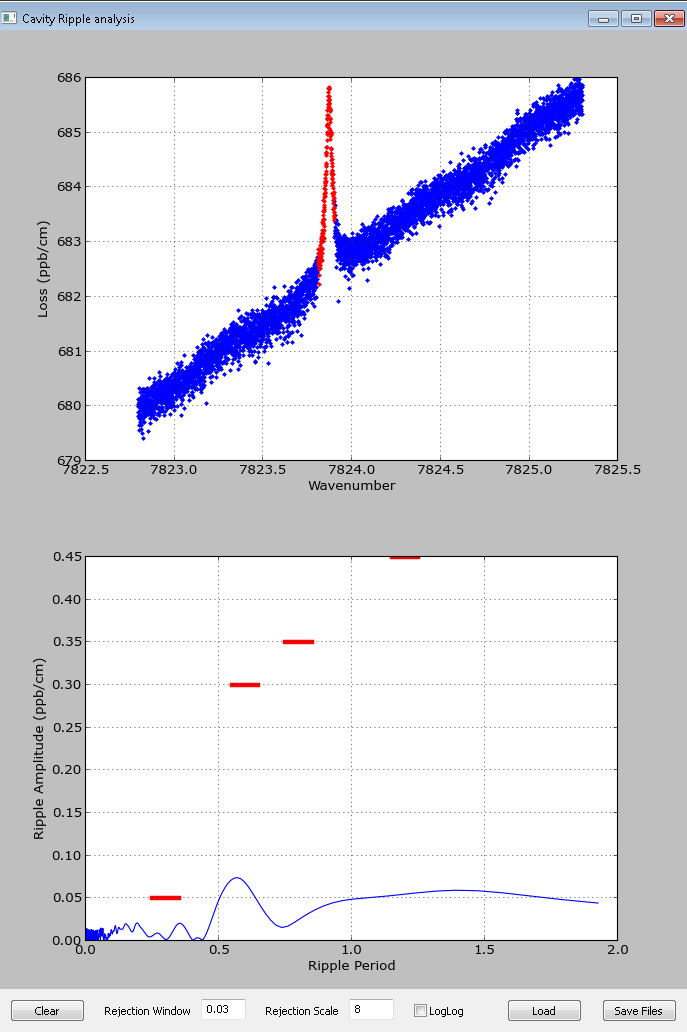 Cavity Ripple analysis
686
685
684
683
682
681
680
679
Loss (ppb/cm)
7822.5 7823.0 7823.5 7824.0 7824.5 7825.0 7825.5
Wavenumber
0.45
0.40
0.35
0.30
0.25
0.20
0.15
0.10
0.05
0.00
Ripple Amplitude (ppb/cm)
0.0 0.5 1.0 1.5 2.0
Ripple Period
Clear Rejection Window 0.03 Rejection Scale 8 LogLog Load Save Files